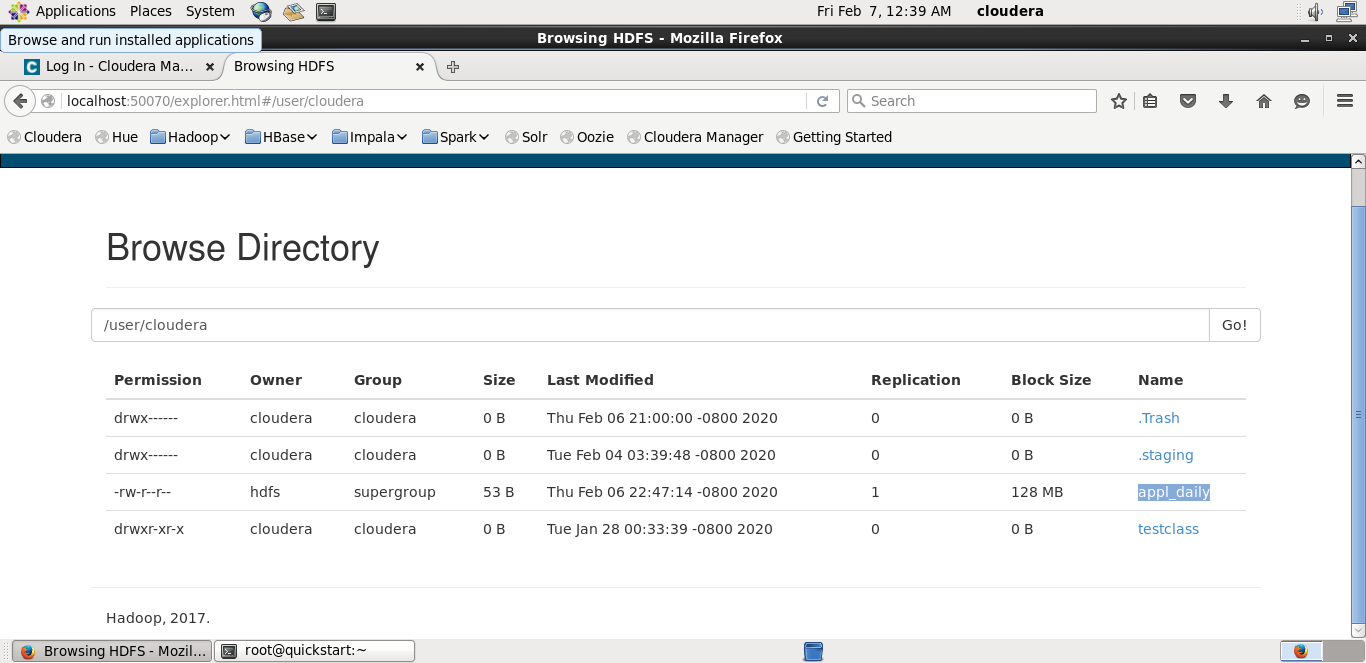 Applications Places System Fri Feb 7, 12:39 AM cloudera
Browse and run installed applications
Browsing HDFS - Mozilla Firefox
Log In - Cloudera Ma... Browsing HDFS
localhost:50070/explorer.html#/user/cloudera Search
Cloudera Hue Hadoop HBase Impala Spark Solr Oozie Cloudera Manager Getting Started
Browse Directory
/user/cloudera Go!
Permission Owner Group Size Last Modified Replication Block Size Name
drwx------ cloudera cloudera 0 B Thu Feb 06 21:00:00 -0800 2020 0 0 B .Trash
drwx------ cloudera cloudera 0 B Tue Feb 04 03:39:48 -0800 2020 0 0 B .staging
-rw-r--r-- hdfs supergroup 53 B Thu Feb 06 22:47:14 -0800 2020 1 128 MB appl_daily
drwxr-xr-x cloudera cloudera 0 B Tue Jan 28 00:33:39 -0800 2020 0 0 B testclass
Hadoop, 2017.
Browsing HDFS - Mozil... root@quickstart:~